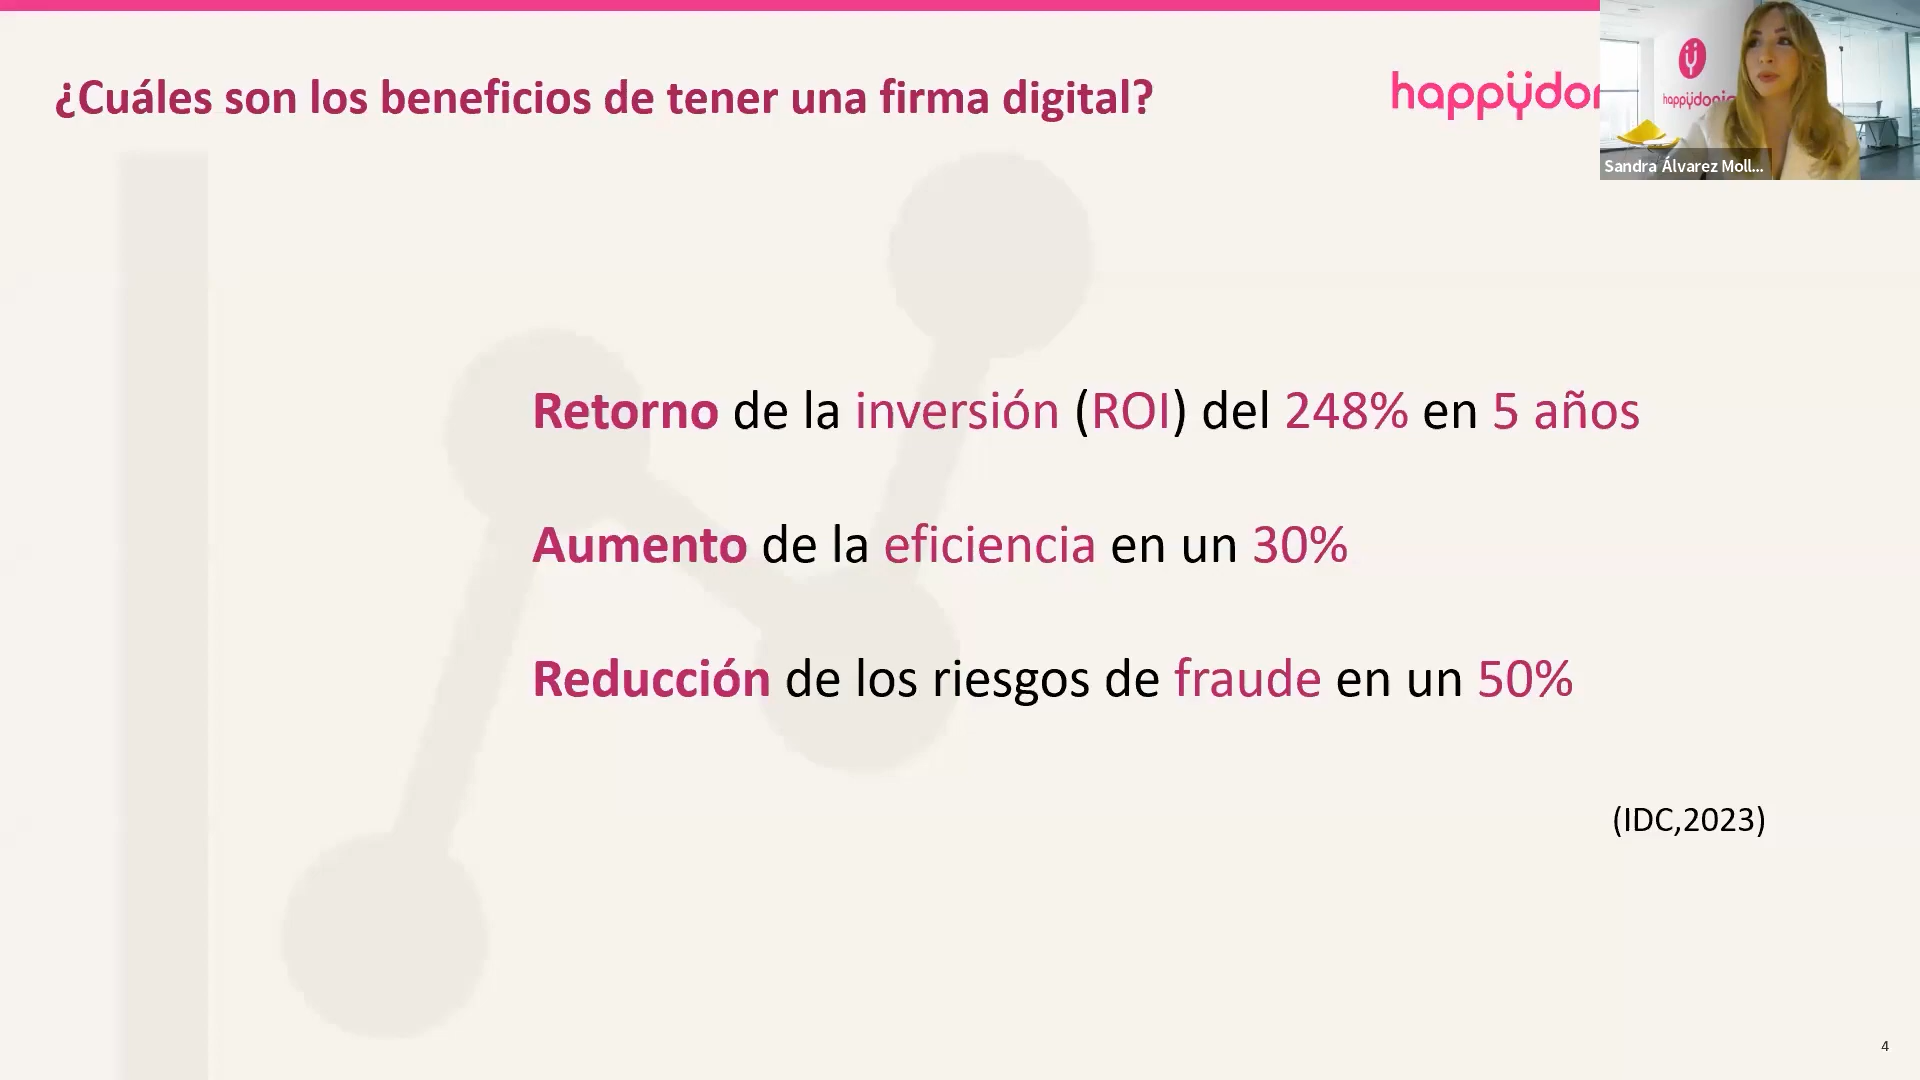 ¿Cuáles son los beneficios de tener una firma digital?
happÿdon
happÿdonia
Sandra Álvarez Moll...
Retorno de la inversión (ROI) del 248% en 5 años
Aumento de la eficiencia en un 30%
Reducción de los riesgos de fraude en un 50%
(IDC,2023)
4